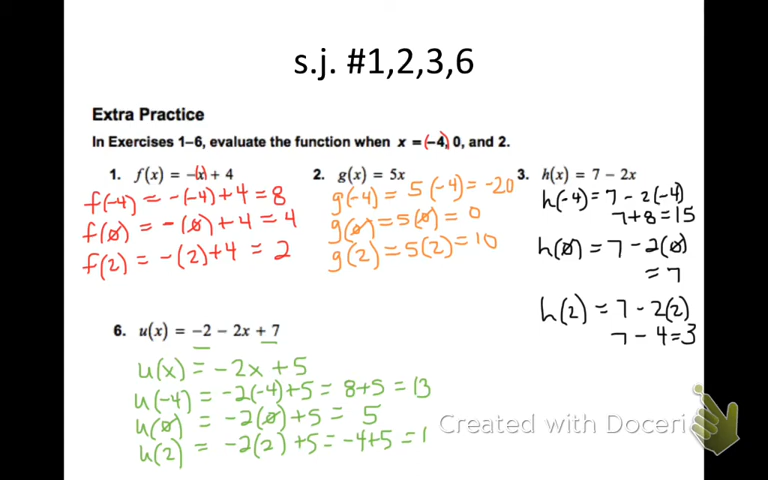 s.j. #1,2,3,6
Extra Practice
In Exercises 1–6, evaluate the function when x = (−4,) 0, and 2.
1. f(x) = −(x) + 4
f(-4) = -(-4)+4 = 8
f(0) = -(0)+4 = 4
f(2) = -(2)+4 = 2
2. g(x) = 5x
g(-4) = 5(-4) = -20
g(0) = 5(0) = 0
g(2) = 5(2) = 10
3. h(x) = 7 − 2x
h(-4) = 7 - 2(-4)
7+8 = 15
h(0) = 7 - 2(0)
= 7
h(2) = 7 - 2(2)
7 - 4 = 3
6. u(x) = −2 − 2x + 7
u(x) = -2x + 5
u(-4) = -2(-4)+5 = 8+5 = 13
u(0) = -2(0)+5 = 5
u(2) = -2(2)+5 = -4+5 = 1
Created with Doceri